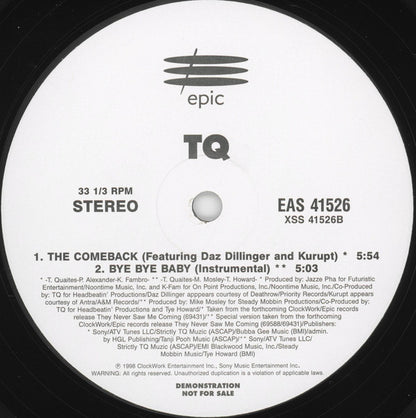 epic
TQ
33 1/3 RPM
STEREO
EAS 41526
XSS 41526B
1. THE COMEBACK (Featuring Daz Dillinger and Kurupt) * 5:54
2. BYE BYE BABY (Instrumental) ** 5:03
* -T. Quaites-P. Alexander-K. Fambro- ** -T. Quaites-M. Mosley-T. Howard- * Produced by: Jazze Pha for Futuristic
Entertainment/Noontime Music, Inc. and K-Fam for On Point Productions, Inc./Noontime Music, Inc./Co-Produced
by: TQ for Headbeatin' Productions/Daz Dillinger apppears courtesy of Deathrow/Priority Records/Kurupt appears
courtesy of Antra/A&M Records) ** Produced by: Mike Mosley for Steady Mobbin Productions/Co-Produced by: TQ
for Headbeatin' Productions and Tye Howard/* Taken from the forthcoming ClockWork/Epic records
release They Never Saw Me Coming (69431)/** Special version taken from the forthcoming
ClockWork/Epic records release They Never Saw Me Coming (69588/69431)/Publishers:
* Sony/ATV Tunes LLC/Strictly TQ Muzic (ASCAP)/Bubba Gee Music (BMI)/admin.
by HGL Publishing/Tanji Pooh Music (ASCAP)/** Sony/ATV Tunes LLC/
Strictly TQ Muzic (ASCAP)/EMI Blackwood Music, Inc./Steady
Mobbin Music/Tye Howard (BMI)
℗ 1998 ClockWork Entertainment, Inc./Sony Music Entertainment Inc.
WARNING: All rights reserved. Unauthorized duplication is a violation of applicable laws.
DEMONSTRATION
NOT FOR SALE